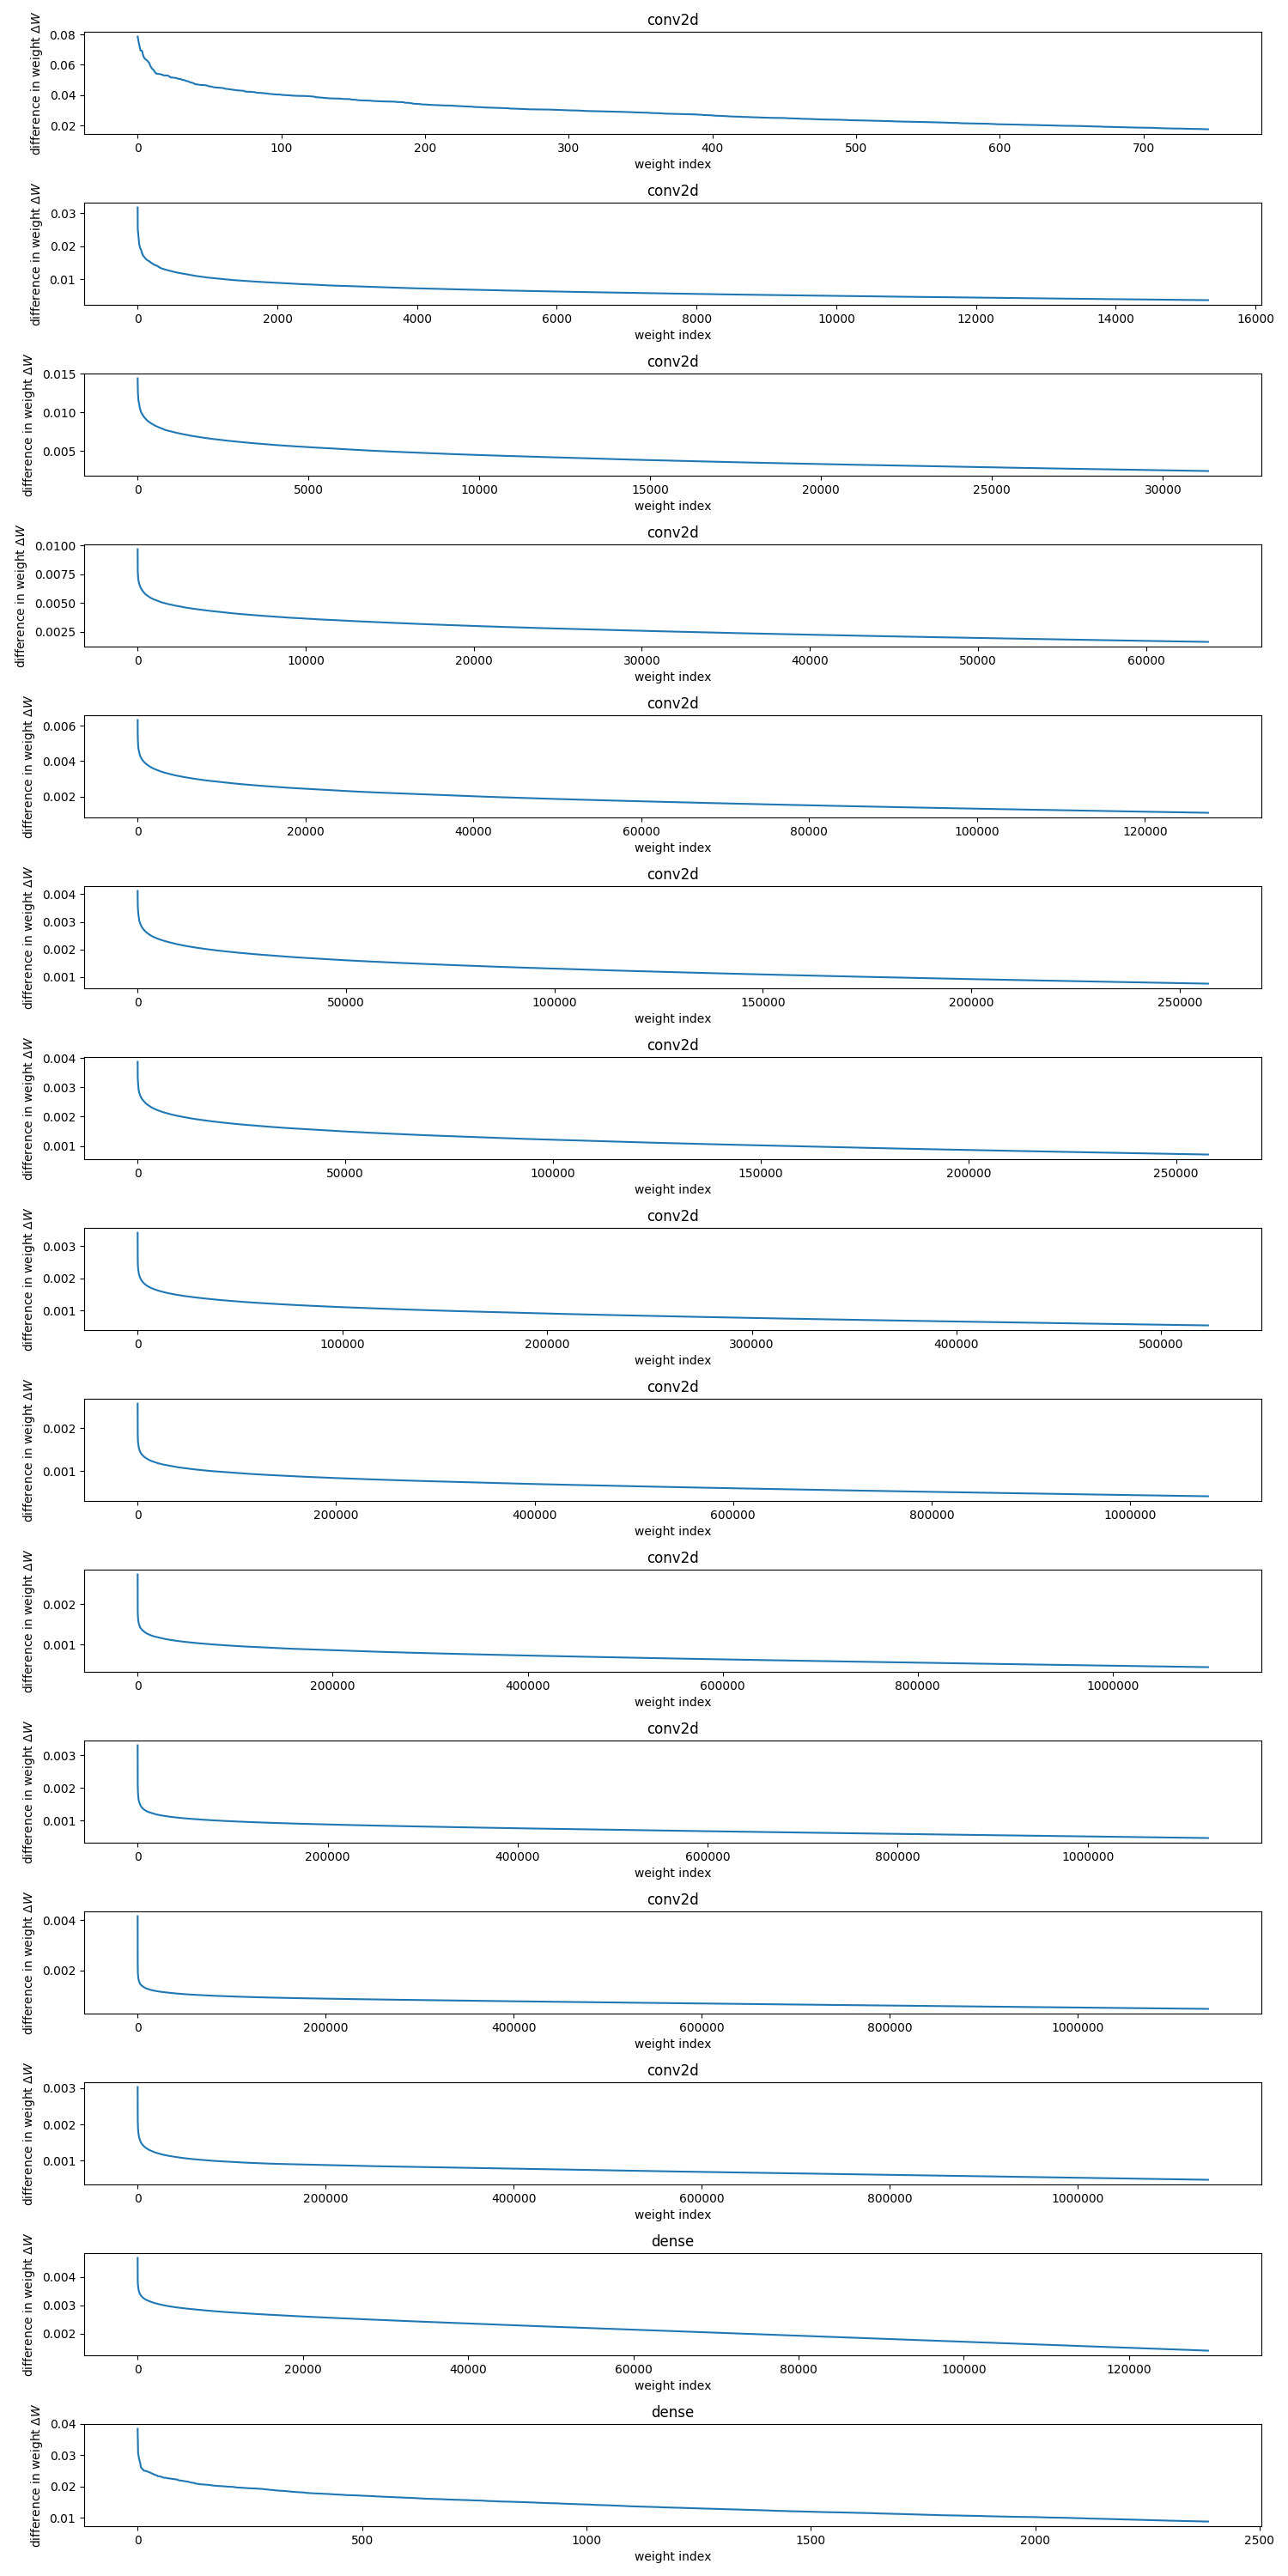 conv2d
difference in weight ΔW
0.08
0.06
0.04
0.02
0 100 200 300 400 500 600 700
weight index
conv2d
difference in weight ΔW
0.03
0.02
0.01
0 2000 4000 6000 8000 10000 12000 14000 16000
weight index
conv2d
difference in weight ΔW
0.015
0.010
0.005
0 5000 10000 15000 20000 25000 30000
weight index
conv2d
difference in weight ΔW
0.0100
0.0075
0.0050
0.0025
0 10000 20000 30000 40000 50000 60000
weight index
conv2d
difference in weight ΔW
0.006
0.004
0.002
0 20000 40000 60000 80000 100000 120000
weight index
conv2d
difference in weight ΔW
0.004
0.003
0.002
0.001
0 50000 100000 150000 200000 250000
weight index
conv2d
difference in weight ΔW
0.004
0.003
0.002
0.001
0 50000 100000 150000 200000 250000
weight index
conv2d
difference in weight ΔW
0.003
0.002
0.001
0 100000 200000 300000 400000 500000
weight index
conv2d
difference in weight ΔW
0.002
0.001
0 200000 400000 600000 800000 1000000
weight index
conv2d
difference in weight ΔW
0.002
0.001
0 200000 400000 600000 800000 1000000
weight index
conv2d
difference in weight ΔW
0.003
0.002
0.001
0 200000 400000 600000 800000 1000000
weight index
conv2d
difference in weight ΔW
0.004
0.002
0 200000 400000 600000 800000 1000000
weight index
conv2d
difference in weight ΔW
0.003
0.002
0.001
0 200000 400000 600000 800000 1000000
weight index
dense
difference in weight ΔW
0.004
0.003
0.002
0 20000 40000 60000 80000 100000 120000
weight index
dense
difference in weight ΔW
0.04
0.03
0.02
0.01
0 500 1000 1500 2000 2500
weight index